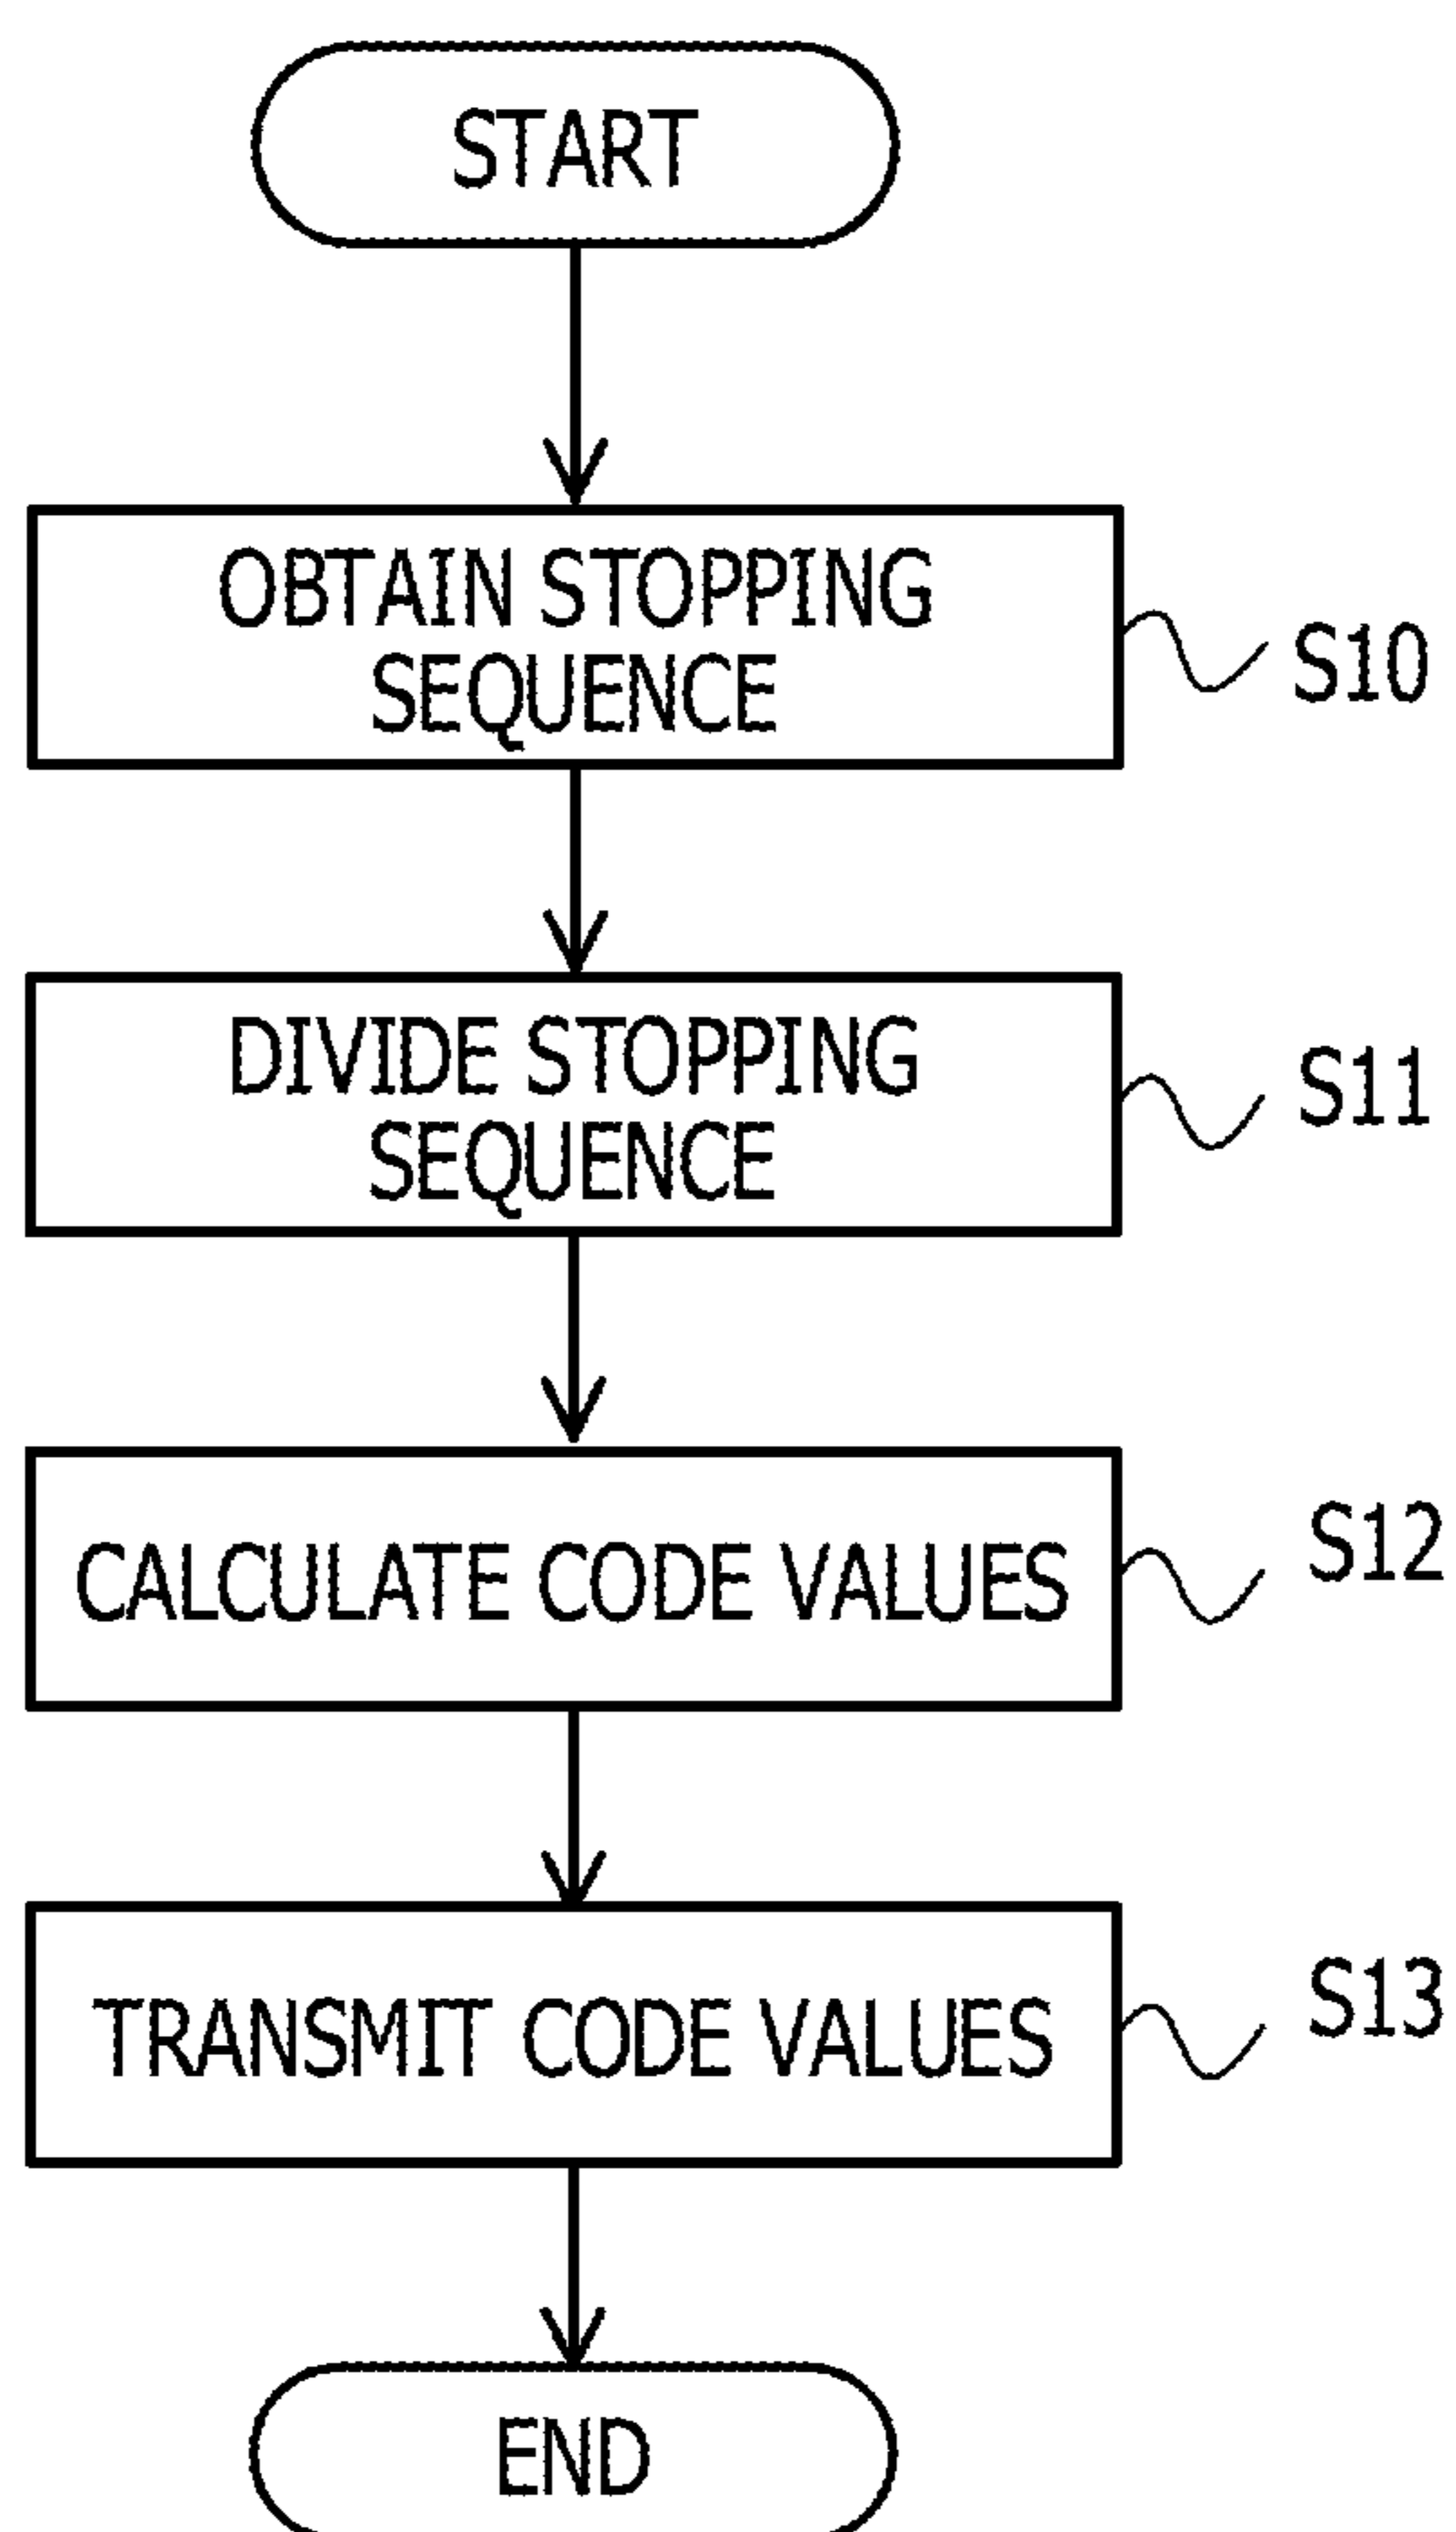 START
OBTAIN STOPPING
SEQUENCE
S10
DIVIDE STOPPING
SEQUENCE
S11
CALCULATE CODE VALUES
S12
TRANSMIT CODE VALUES
S13
END